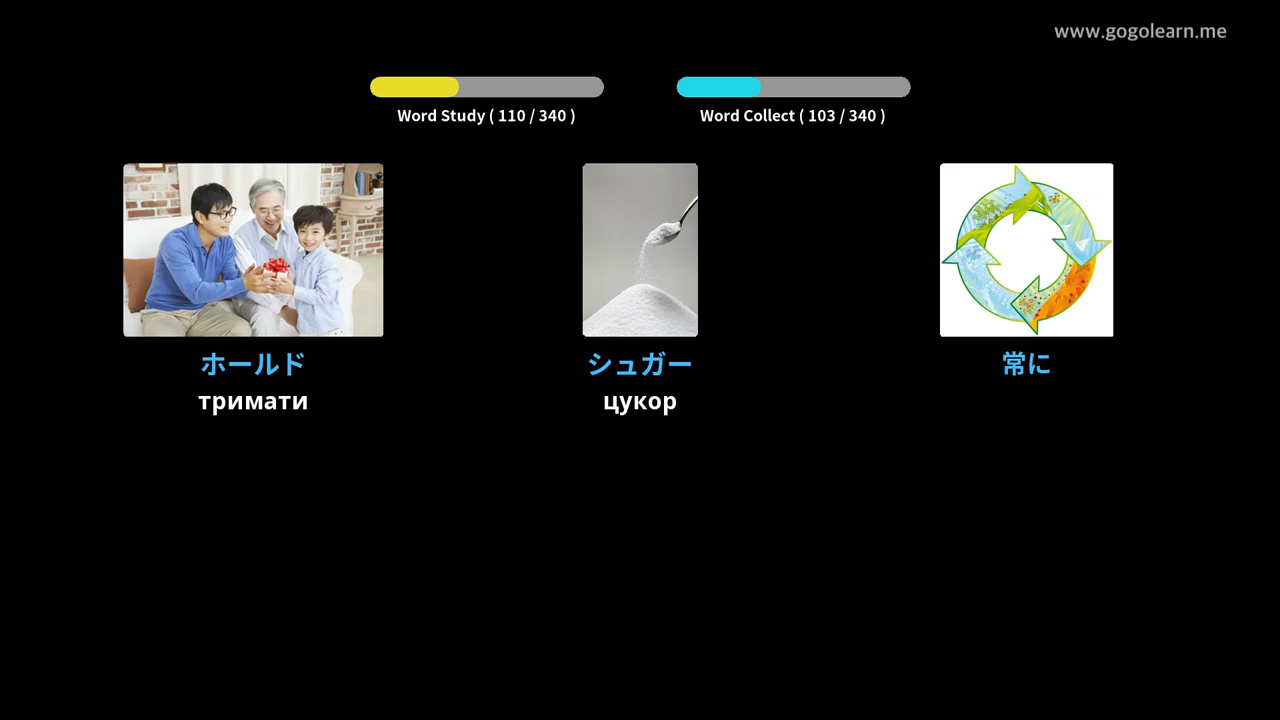 www.gogolearn.me
Word Study ( 110 / 340 )
Word Collect ( 103 / 340 )
ホールド
シュガー
常に
тримати
цукор